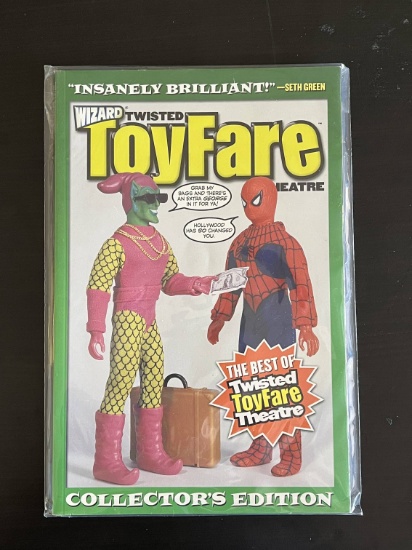 "INSANELY BRILLIANT!" —SETH GREEN
WIZARD TWISTED
ToyFare
THEATRE
GRAB MY
BAGS AND THERE'S
AN EXTRA GEORGE
IN IT FOR YA!
HOLLYWOOD
HAS SO CHANGED
YOU.
THE BEST OF
Twisted
ToyFare
Theatre
COLLECTOR'S EDITION